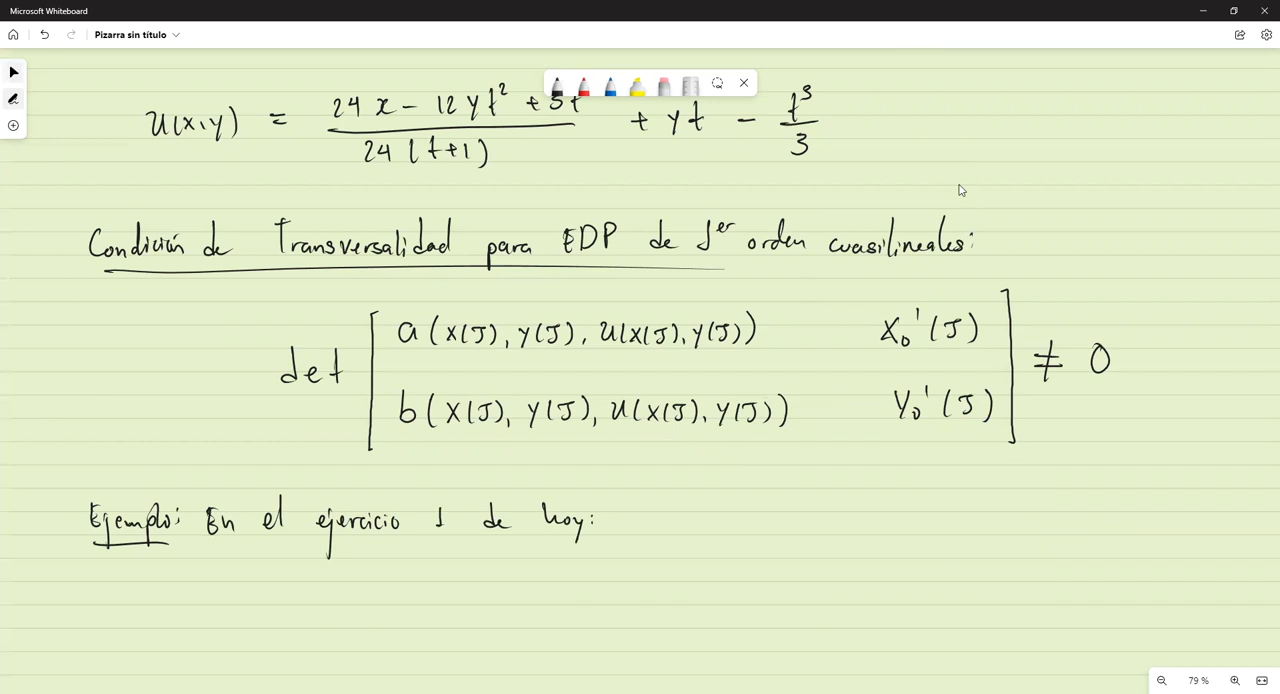 Microsoft Whiteboard
Pizarra sin título
u(x,y) = (24x - 12yt² + 5t) / (24(t+1)) + yt - t³/3
Condición de Transversalidad para EDP de 1er orden cuasilineales:
det [ a(x(J), y(J), u(x(J), y(J))) x₀'(J)
b(x(J), y(J), u(x(J), y(J))) y₀'(J) ] ≠ 0
Ejemplo: En el ejercicio 1 de hoy:
79 %